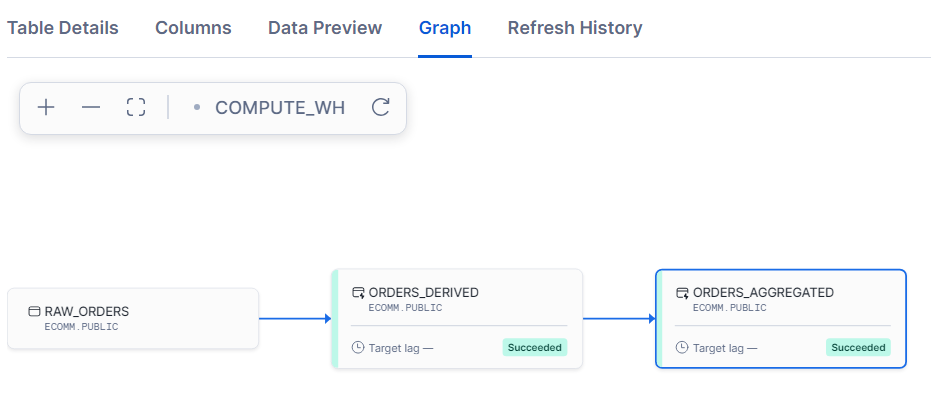 Table Details Columns Data Preview Graph Refresh History
COMPUTE_WH
RAW_ORDERS
ECOMM.PUBLIC
ORDERS_DERIVED
ECOMM.PUBLIC
Target lag — Succeeded
ORDERS_AGGREGATED
ECOMM.PUBLIC
Target lag — Succeeded